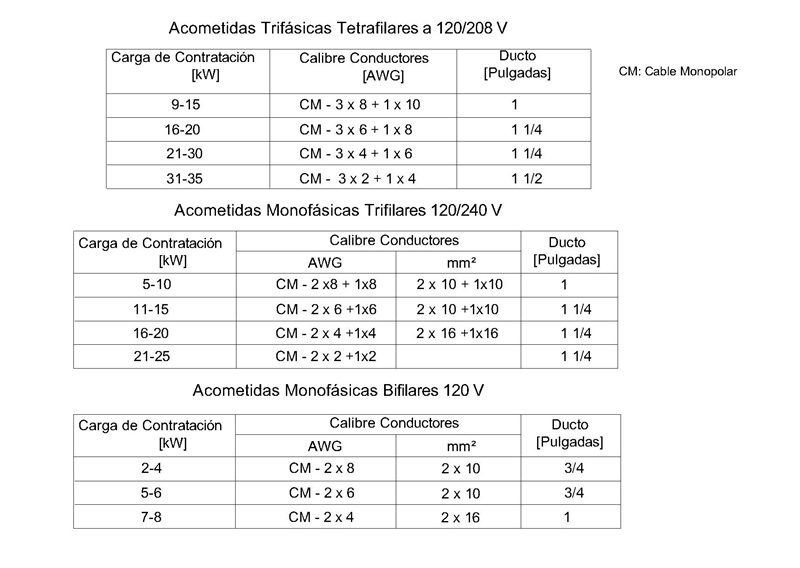 Acometidas Trifásicas Tetrafilares a 120/208 V
Carga de Contratación [kW] Calibre Conductores [AWG] Ducto [Pulgadas]
CM: Cable Monopolar
9-15 CM - 3 x 8 + 1 x 10 1
16-20 CM - 3 x 6 + 1 x 8 1 1/4
21-30 CM - 3 x 4 + 1 x 6 1 1/4
31-35 CM - 3 x 2 + 1 x 4 1 1/2
Acometidas Monofásicas Trifilares 120/240 V
Carga de Contratación [kW] Calibre Conductores Ducto [Pulgadas]
AWG mm²
5-10 CM - 2 x8 + 1x8 2 x 10 + 1x10 1
11-15 CM - 2 x 6 +1x6 2 x 10 +1x10 1 1/4
16-20 CM - 2 x 4 +1x4 2 x 16 +1x16 1 1/4
21-25 CM - 2 x 2 +1x2 1 1/4
Acometidas Monofásicas Bifilares 120 V
Carga de Contratación [kW] Calibre Conductores Ducto [Pulgadas]
AWG mm²
2-4 CM - 2 x 8 2 x 10 3/4
5-6 CM - 2 x 6 2 x 10 3/4
7-8 CM - 2 x 4 2 x 16 1